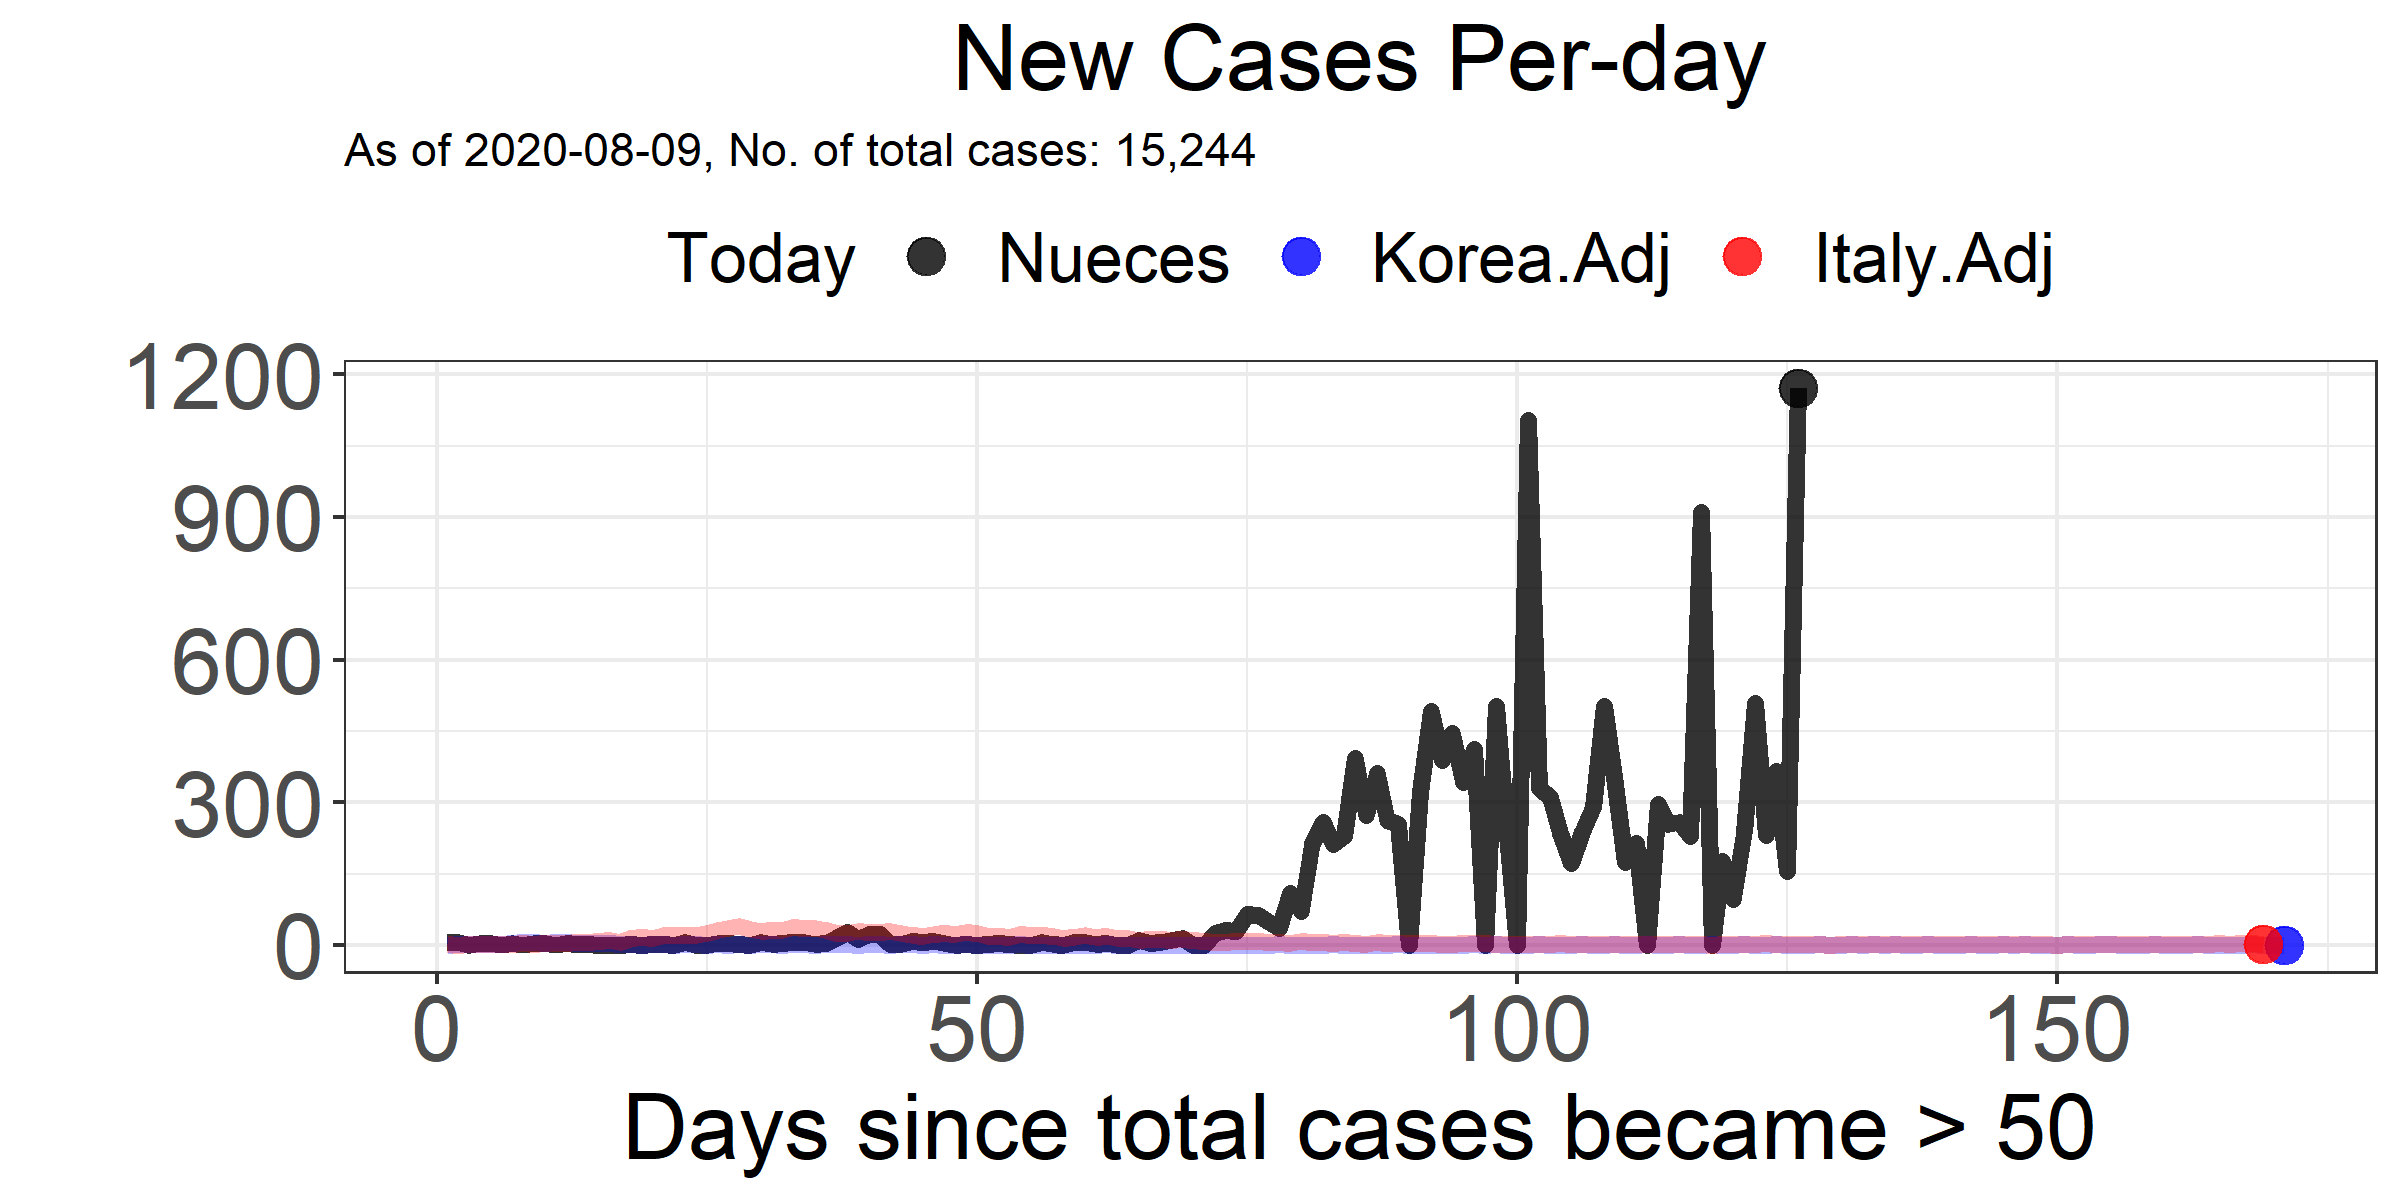 New Cases Per-day
As of 2020-08-09, No. of total cases: 15,244
Today Nueces Korea.Adj Italy.Adj
1200
900
600
300
0
0 50 100 150
Days since total cases became > 50